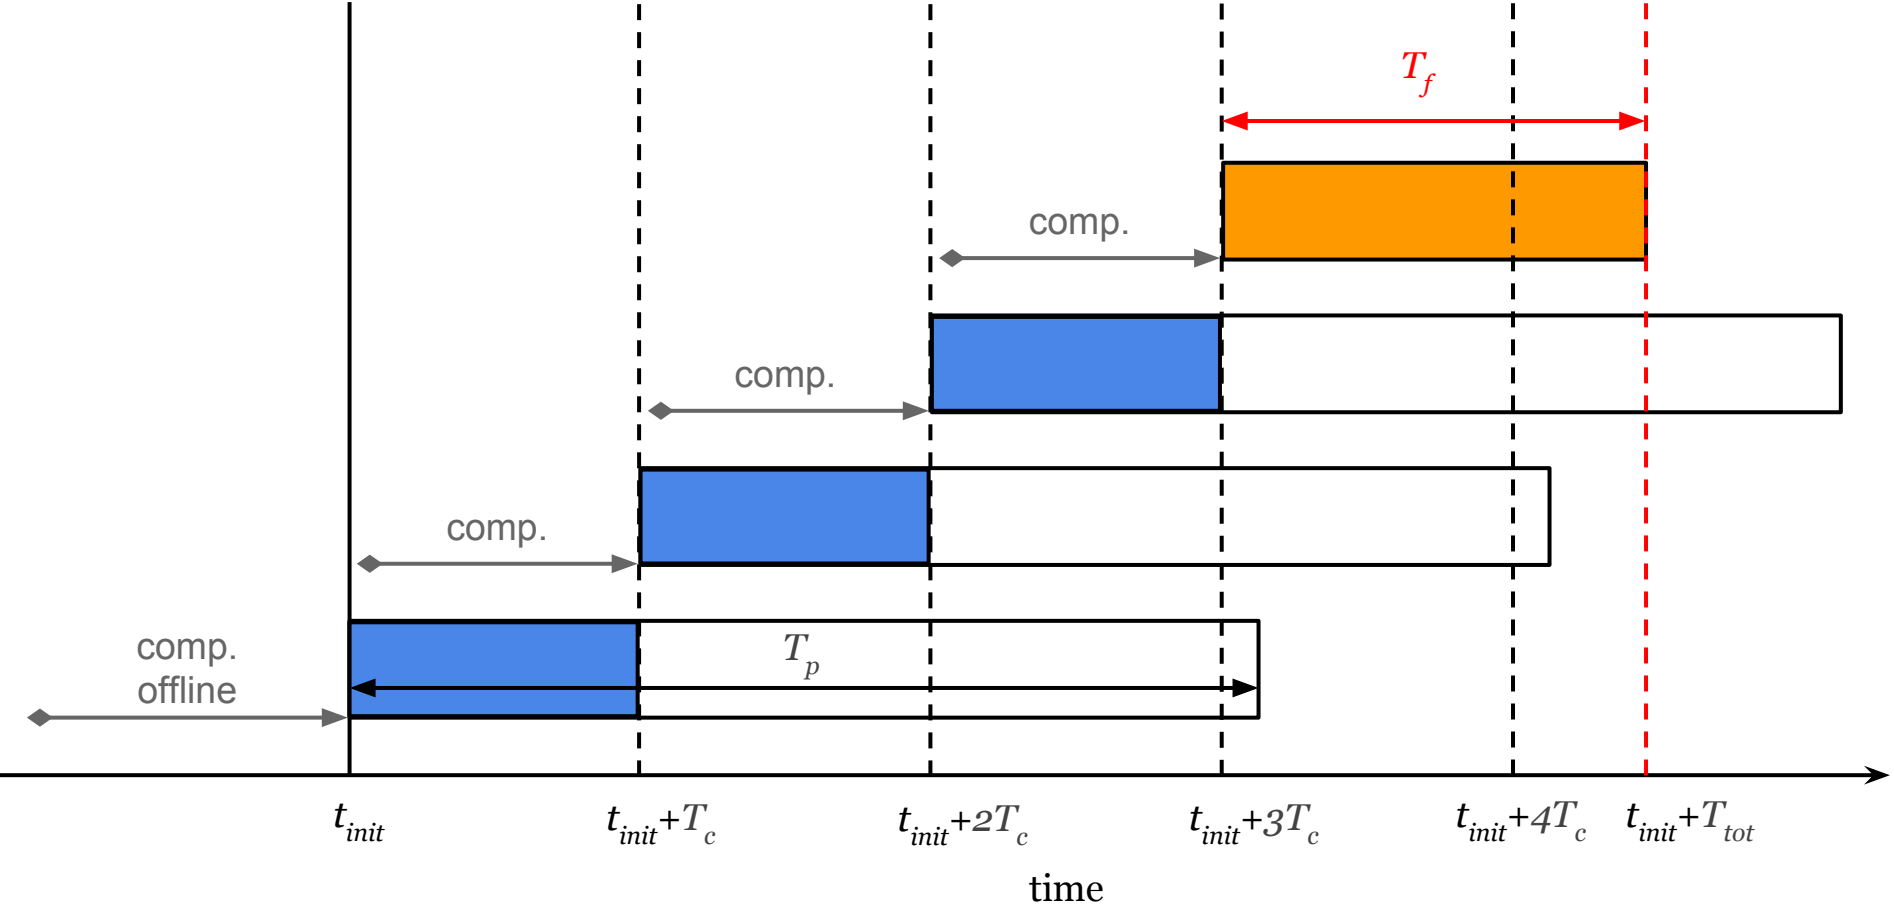 T_f
comp.
comp.
comp.
T_p
comp.
offline
t_init
t_init+T_c
t_init+2T_c
t_init+3T_c
t_init+4T_c
t_init+T_tot
time